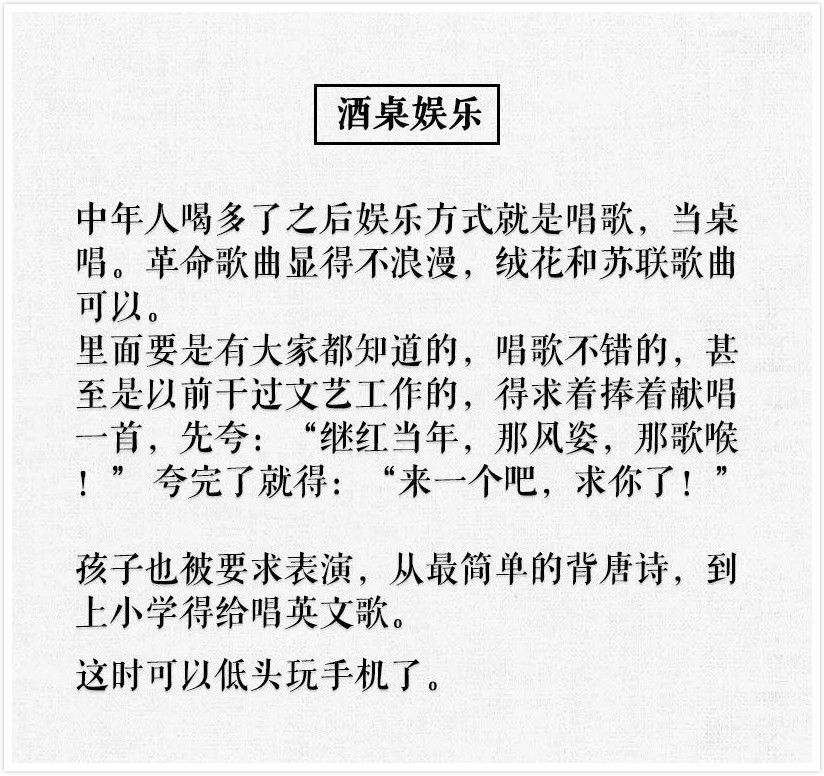 酒桌娱乐
中年人喝多了之后娱乐方式就是唱歌，当桌
唱。革命歌曲显得不浪漫，绒花和苏联歌曲
可以。
里面要是有大家都知道的，唱歌不错的，甚
至是以前干过文艺工作的，得求着捧着献唱
一首，先夸：“继红当年，那风姿，那歌喉
！” 夸完了就得：“来一个吧，求你了！”
孩子也被要求表演，从最简单的背唐诗，到
上小学得给唱英文歌。
这时可以低头玩手机了。